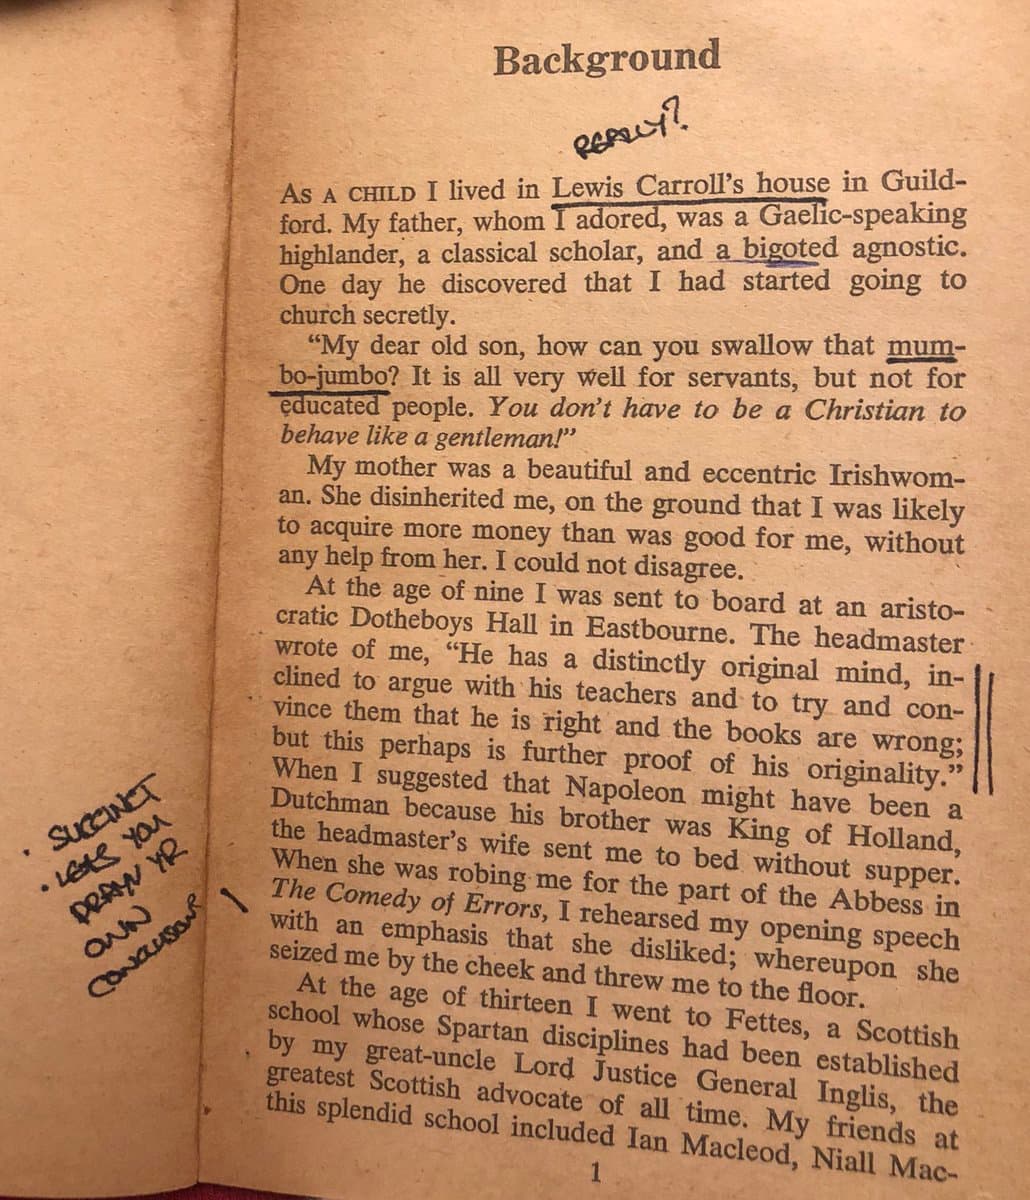 Background
REALLY?
AS A CHILD I lived in Lewis Carroll's house in Guild-
ford. My father, whom I adored, was a Gaelic-speaking
highlander, a classical scholar, and a bigoted agnostic.
One day he discovered that I had started going to
church secretly.
"My dear old son, how can you swallow that mum-
bo-jumbo? It is all very well for servants, but not for
educated people. You don't have to be a Christian to
behave like a gentleman!"
My mother was a beautiful and eccentric Irishwom-
an. She disinherited me, on the ground that I was likely
to acquire more money than was good for me, without
any help from her. I could not disagree.
At the age of nine I was sent to board at an aristo-
cratic Dotheboys Hall in Eastbourne. The headmaster
wrote of me, "He has a distinctly original mind, in-
clined to argue with his teachers and to try and con-
vince them that he is right and the books are wrong;
but this perhaps is further proof of his originality."
When I suggested that Napoleon might have been a
Dutchman because his brother was King of Holland,
the headmaster's wife sent me to bed without supper.
When she was robing me for the part of the Abbess in
The Comedy of Errors, I rehearsed my opening speech
with an emphasis that she disliked; whereupon she
seized me by the cheek and threw me to the floor.
At the age of thirteen I went to Fettes, a Scottish
school whose Spartan disciplines had been established
by my great-uncle Lord Justice General Inglis, the
greatest Scottish advocate of all time. My friends at
this splendid school included Ian Macleod, Niall Mac-
1
• SUCCINCT
• LETS YOU
DRAW YR
OWN
CONCLUSIONS